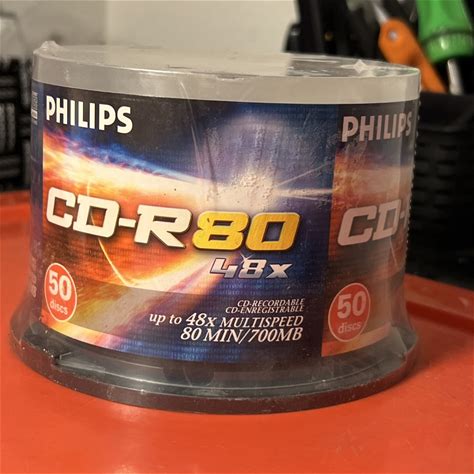 PHILIPS
CD-R80
48x
CD-RECORDABLE
CD-ENREGISTRABLE
up to 48x MULTISPEED
80 MIN/700MB
50
discs
PHILIPS
CD-
50
discs